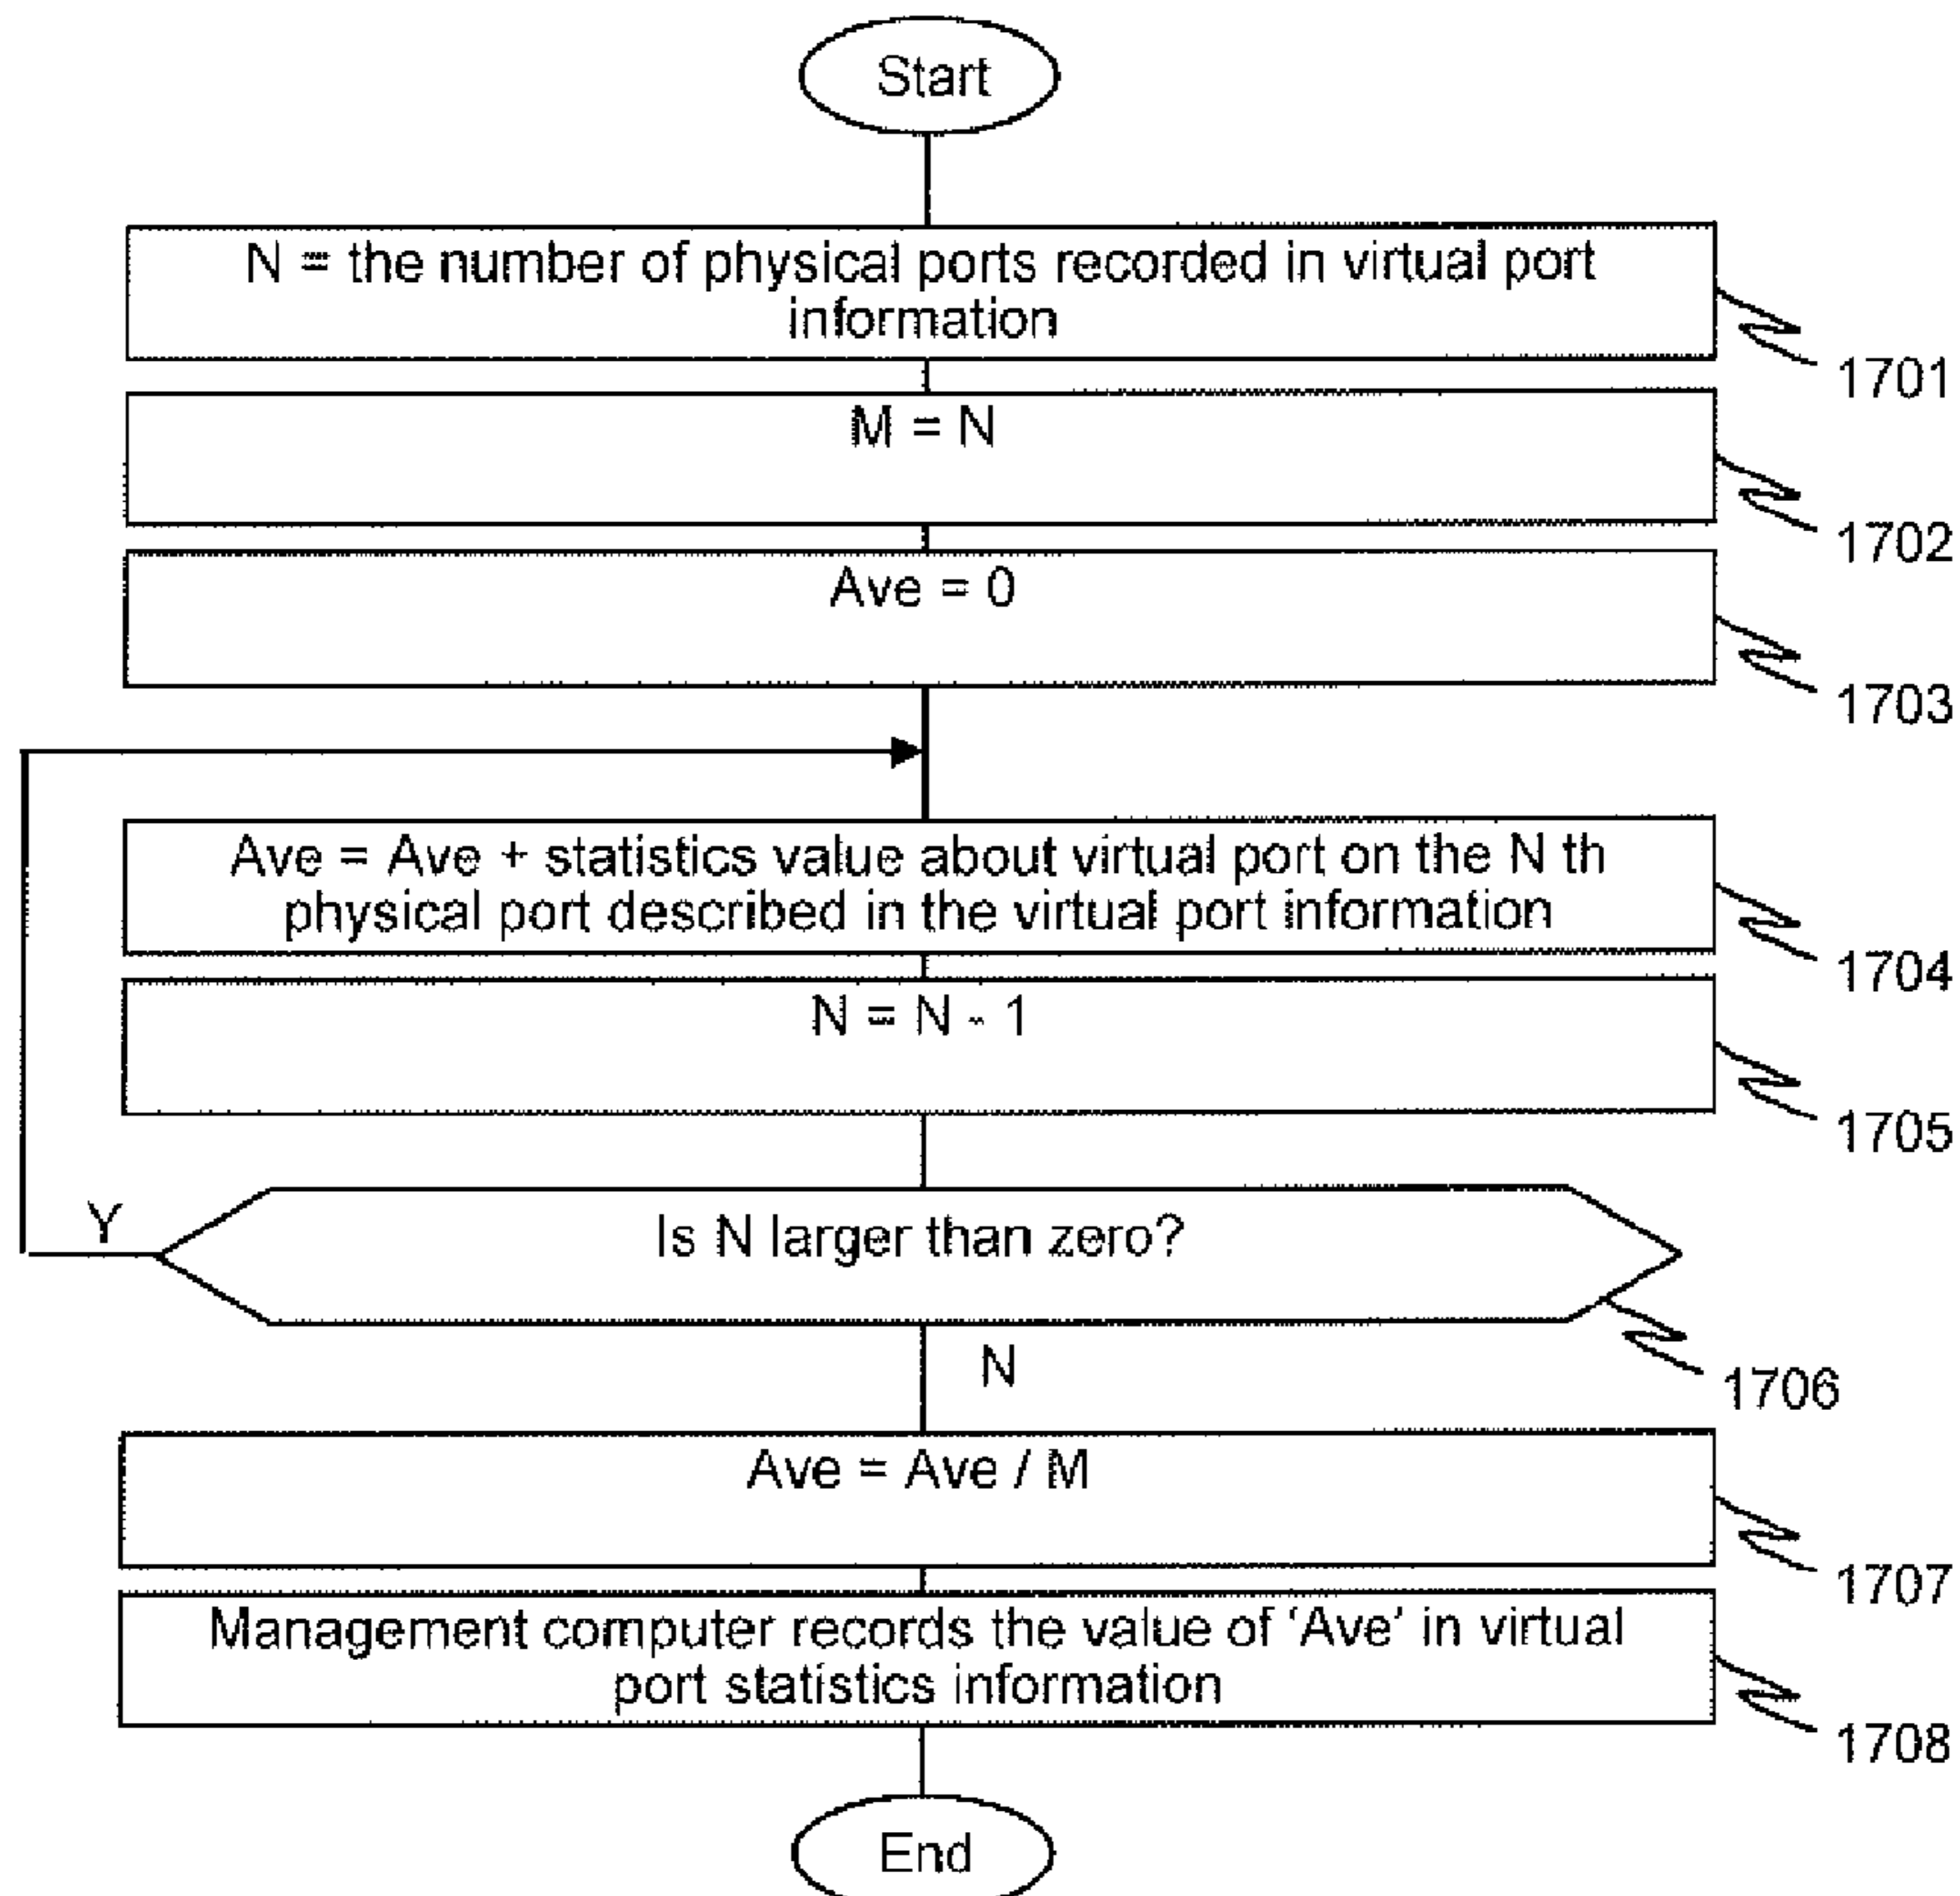 Start
N = the number of physical ports recorded in virtual port
information
1701
M = N
1702
Ave = 0
1703
Ave = Ave + statistics value about virtual port on the N th
physical port described in the virtual port information
1704
N = N - 1
1705
Y
Is N larger than zero?
N
1706
Ave = Ave / M
1707
Management computer records the value of ‘Ave’ in virtual
port statistics information
1708
End